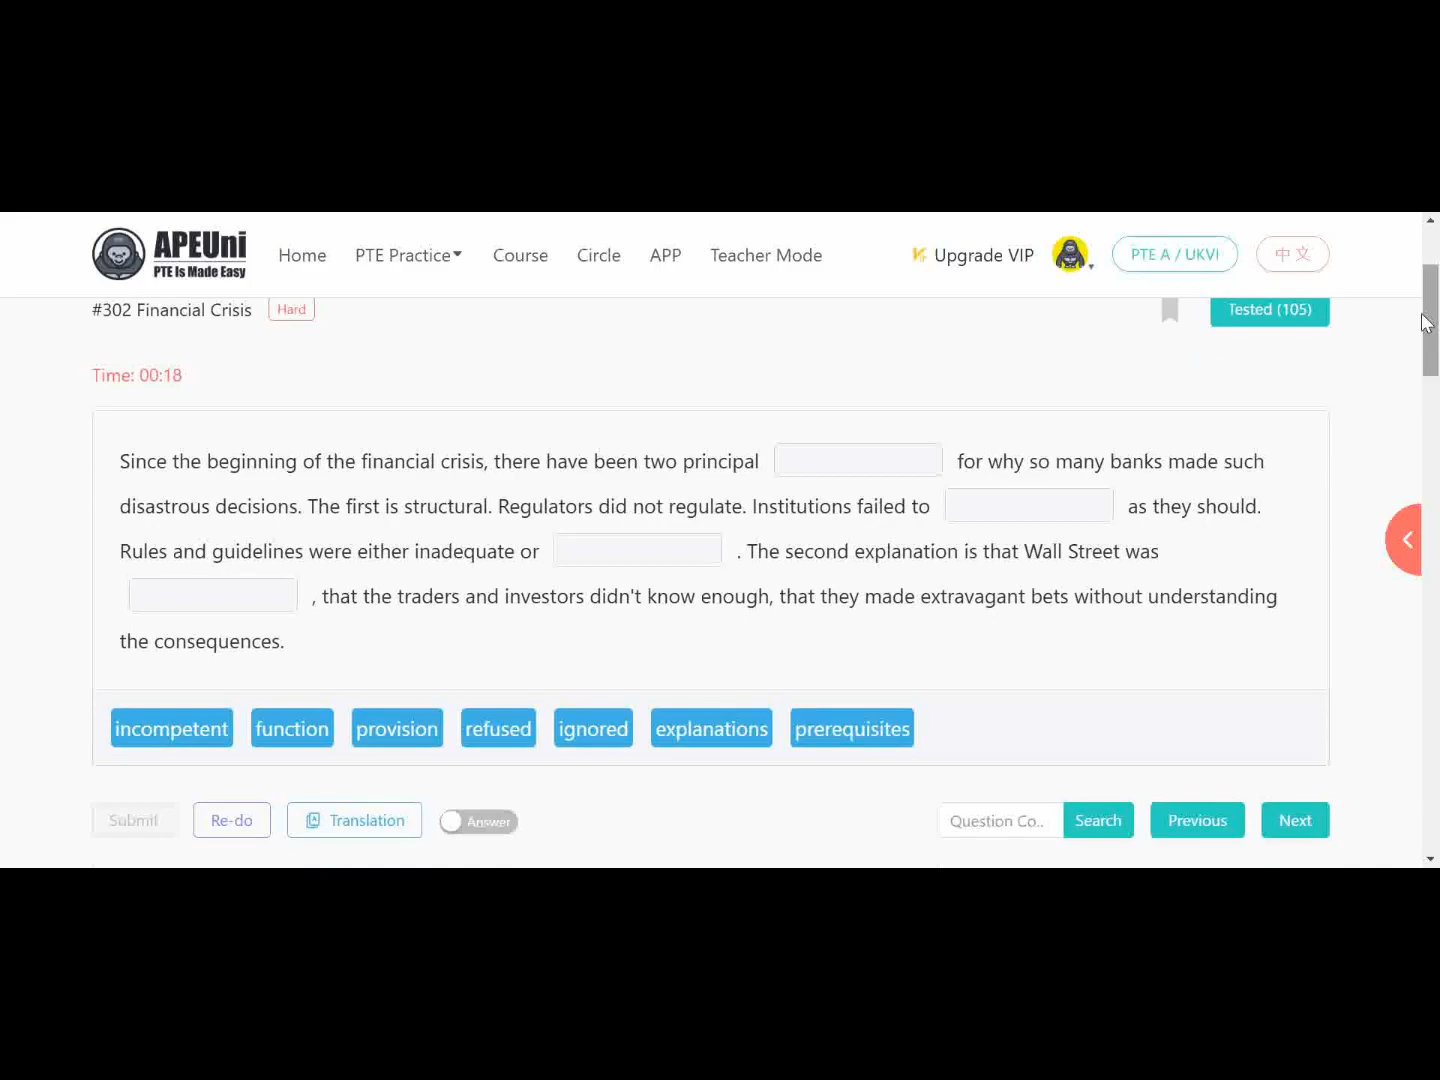 APEUni
PTE Is Made Easy
Home PTE Practice Course Circle APP Teacher Mode Upgrade VIP PTE A / UKVI 中文
#302 Financial Crisis Hard Tested (105)
Time: 00:18
Since the beginning of the financial crisis, there have been two principal for why so many banks made such
disastrous decisions. The first is structural. Regulators did not regulate. Institutions failed to as they should.
Rules and guidelines were either inadequate or . The second explanation is that Wall Street was
, that the traders and investors didn't know enough, that they made extravagant bets without understanding
the consequences.
incompetent function provision refused ignored explanations prerequisites
Submit Re-do Translation Answer Question Co.. Search Previous Next